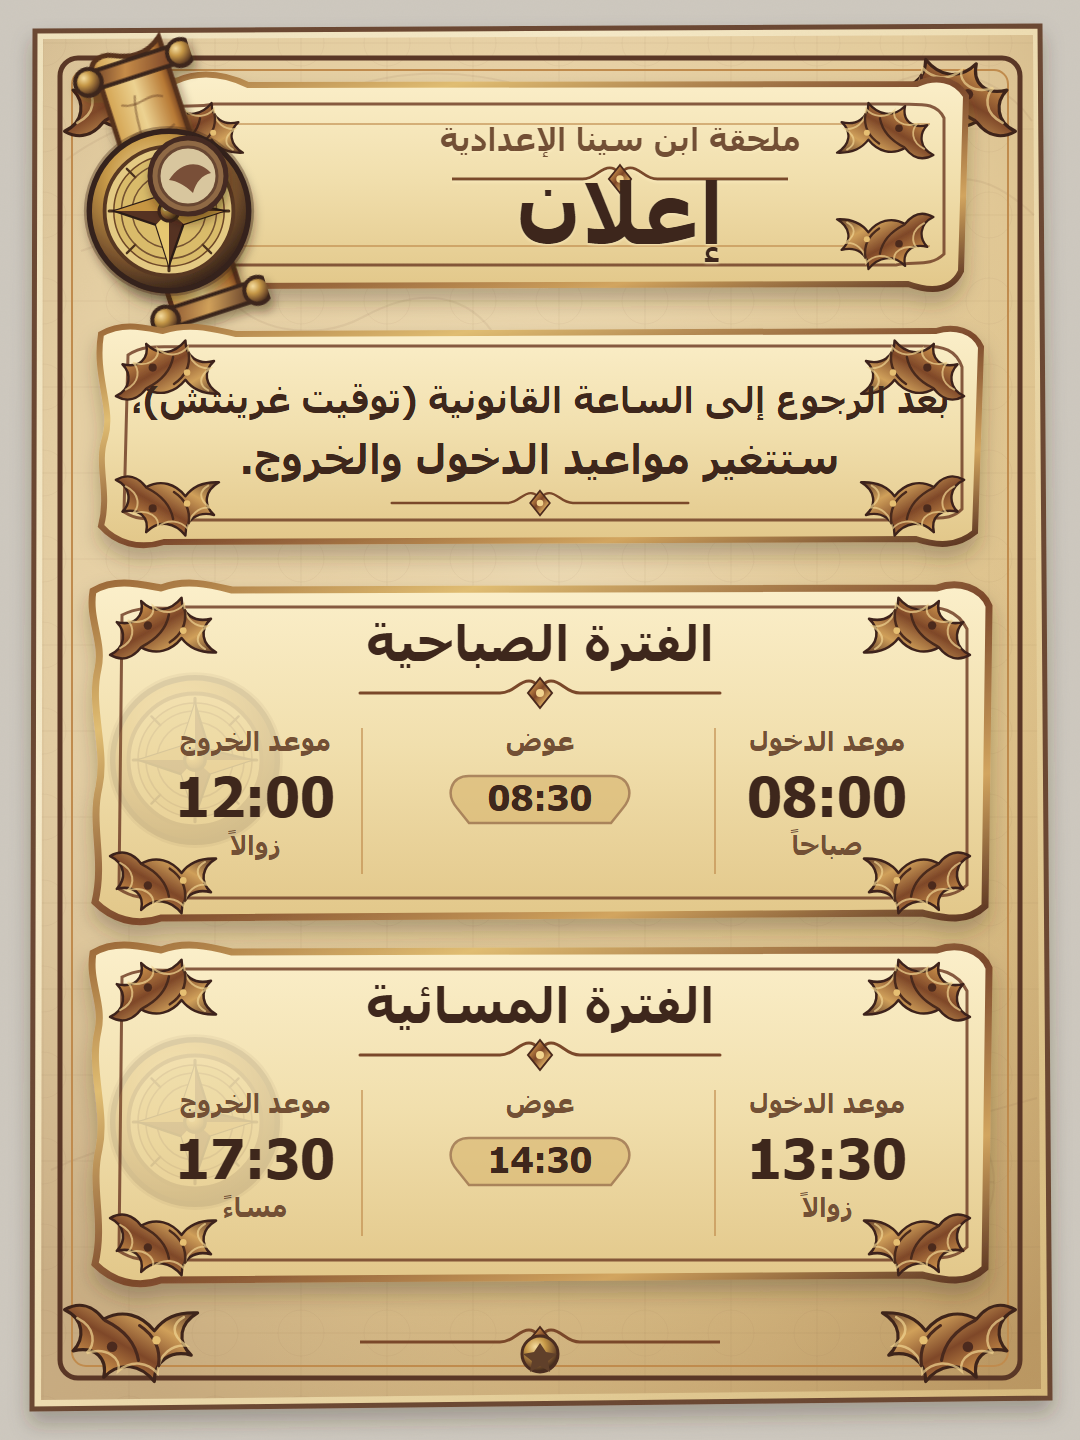 ملحقة ابن سينا الإعدادية
إعلان
بعد الرجوع إلى الساعة القانونية (توقيت غرينتش)،
ستتغير مواعيد الدخول والخروج.
الفترة الصباحية
موعد الدخول
08:00
صباحاً
عوض
08:30
موعد الخروج
12:00
زوالاً
الفترة المسائية
موعد الدخول
13:30
زوالاً
عوض
14:30
موعد الخروج
17:30
مساءً